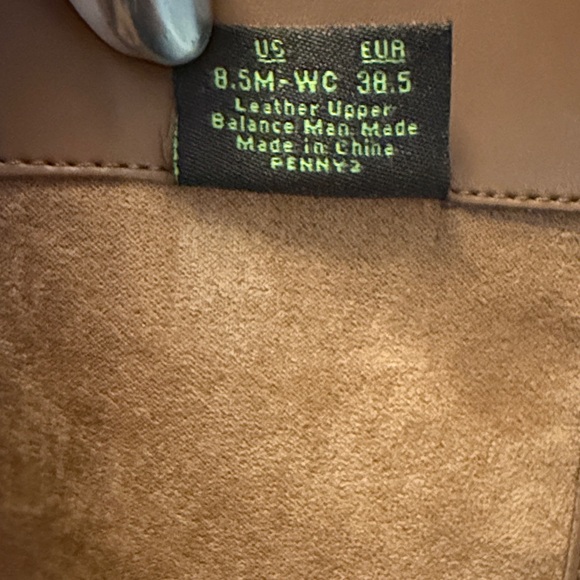 US EUR
8.5M-WC 38.5
Leather Upper
Balance Man Made
Made in China
PENNY2